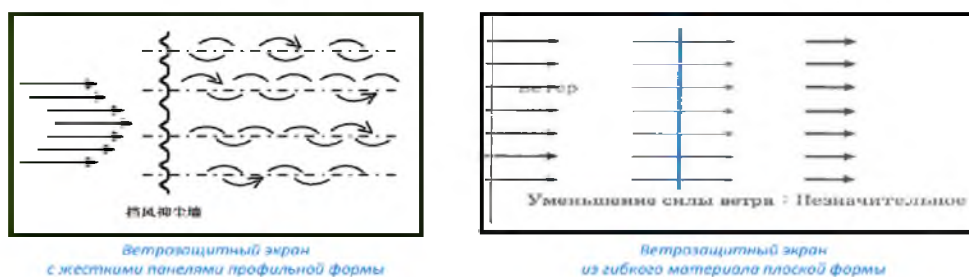 挡风抑尘墙
Ветрозащитный экран
с жесткими панелями профильной формы
Ветер
Уменьшение силы ветра : Незначительное
Ветрозащитный экран
из гибкого материала плоской формы